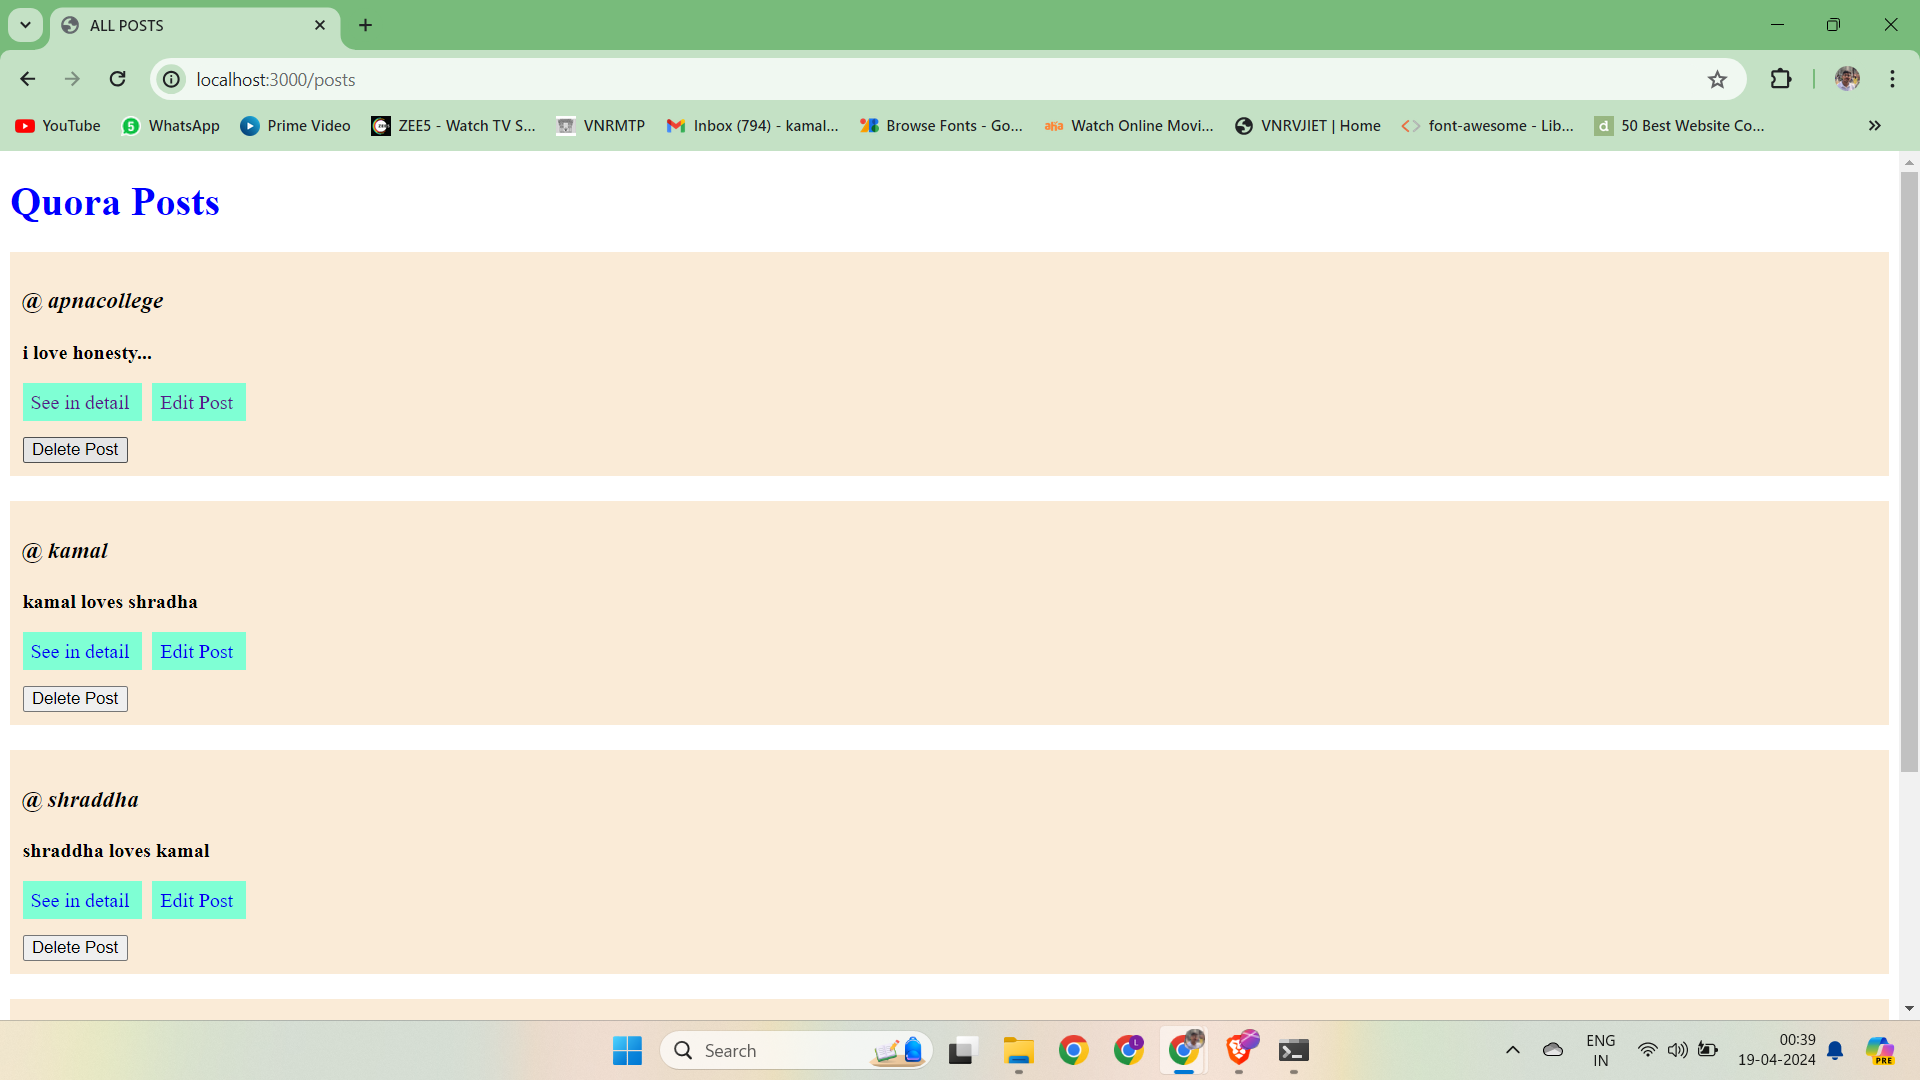 ALL POSTS
localhost:3000/posts
YouTube
5 WhatsApp
Prime Video
ZEE5 - Watch TV S...
VNRMTP
Inbox (794) - kamal...
Browse Fonts - Go...
aha Watch Online Movi...
VNRVJIET | Home
font-awesome - Lib...
d 50 Best Website Co...
Quora Posts
@ apnacollege
i love honesty...
See in detail Edit Post
Delete Post
@ kamal
kamal loves shradha
See in detail Edit Post
Delete Post
@ shraddha
shraddha loves kamal
See in detail Edit Post
Delete Post
Search
L
ENG
IN
00:39
19-04-2024
PRE